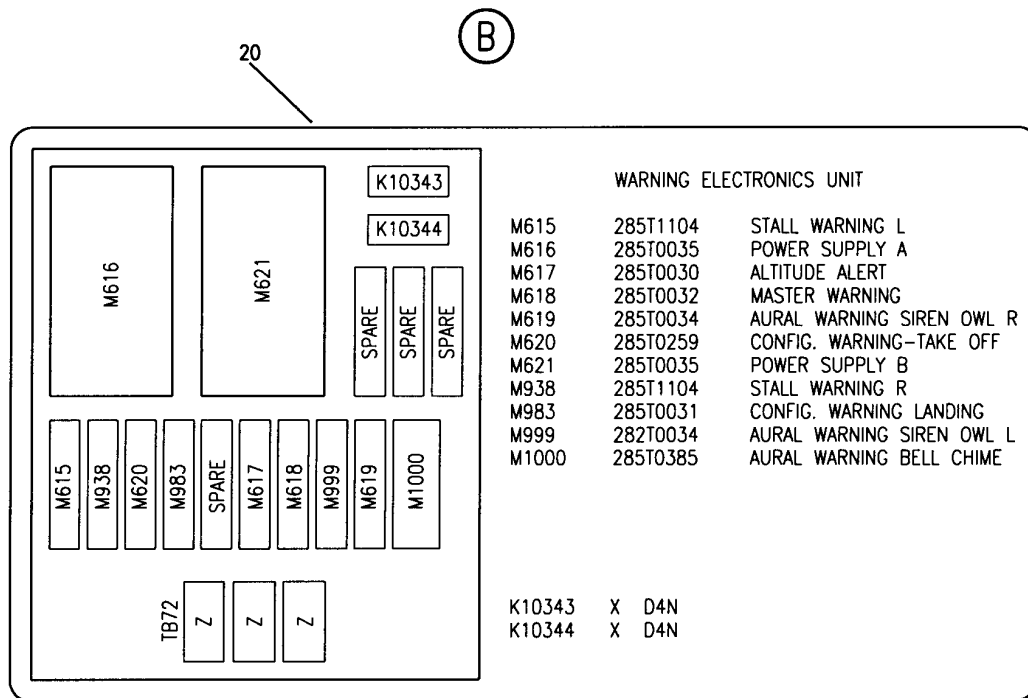 B
20
K10343
K10344
M616
M621
SPARE
SPARE
SPARE
M615
M938
M620
M983
SPARE
M617
M618
M999
M619
M1000
TB72
Z
Z
Z
WARNING ELECTRONICS UNIT
M615 285T1104 STALL WARNING L
M616 285T0035 POWER SUPPLY A
M617 285T0030 ALTITUDE ALERT
M618 285T0032 MASTER WARNING
M619 285T0034 AURAL WARNING SIREN OWL R
M620 285T0259 CONFIG. WARNING-TAKE OFF
M621 285T0035 POWER SUPPLY B
M938 285T1104 STALL WARNING R
M983 285T0031 CONFIG. WARNING LANDING
M999 282T0034 AURAL WARNING SIREN OWL L
M1000 285T0385 AURAL WARNING BELL CHIME
K10343 X D4N
K10344 X D4N